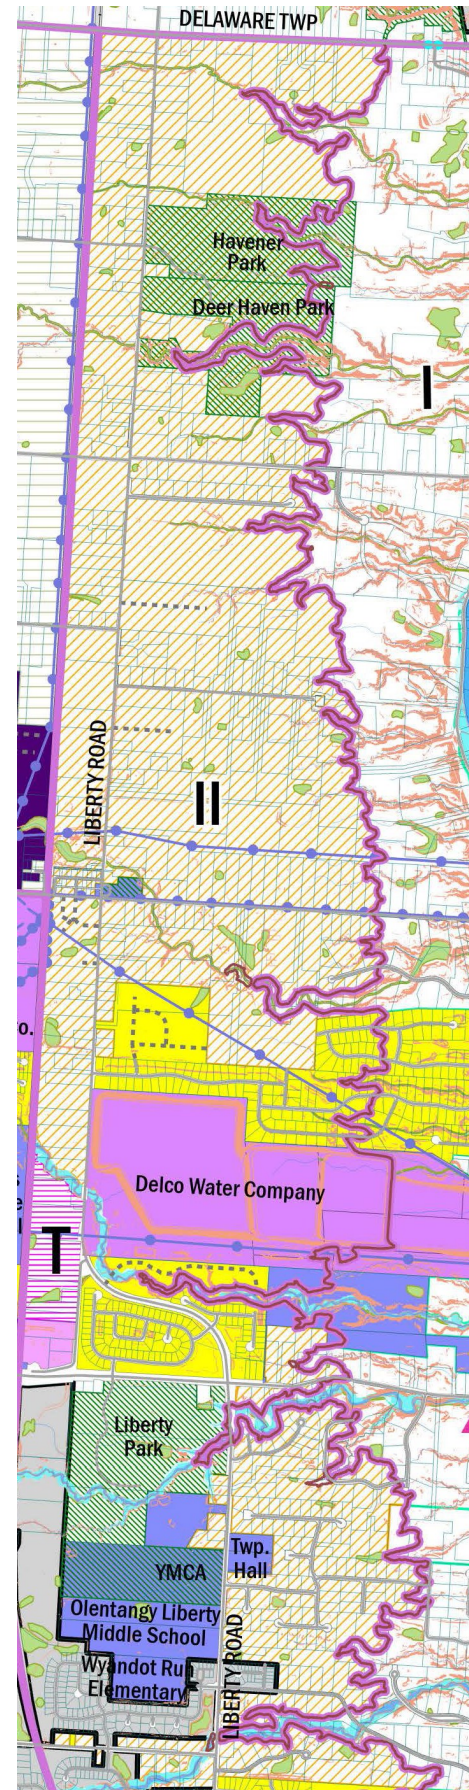 DELAWARE TWP
Havener
Park
Deer Haven Park
I
LIBERTY ROAD
II
o.
Delco Water Company
e
l
T
Liberty
Park
Twp.
Hall
YMCA
Olentangy Liberty
Middle School
Wyandot Ru
Elementary
LIBERTY ROAD